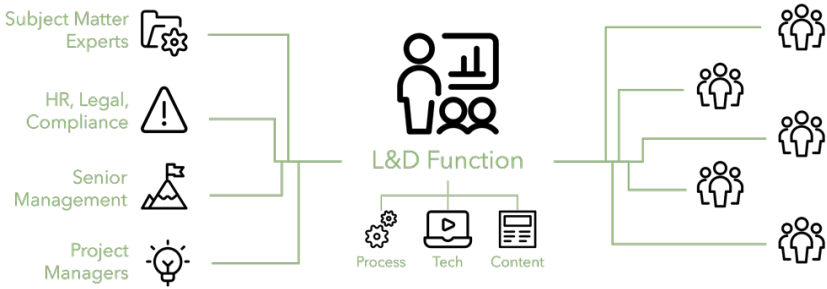 Subject Matter
Experts
HR, Legal,
Compliance
Senior
Management
Project
Managers
L&D Function
Process
Tech
Content